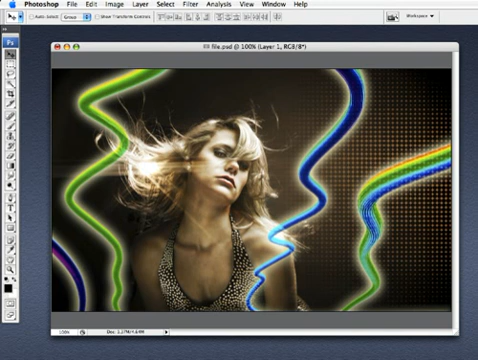 Photoshop File Edit Image Layer Select Filter Analysis View Window Help
Auto-Select: Group Show Transform Controls Workspace
Ps
file.psd @ 100% (Layer 1, RGB/8*)
100%